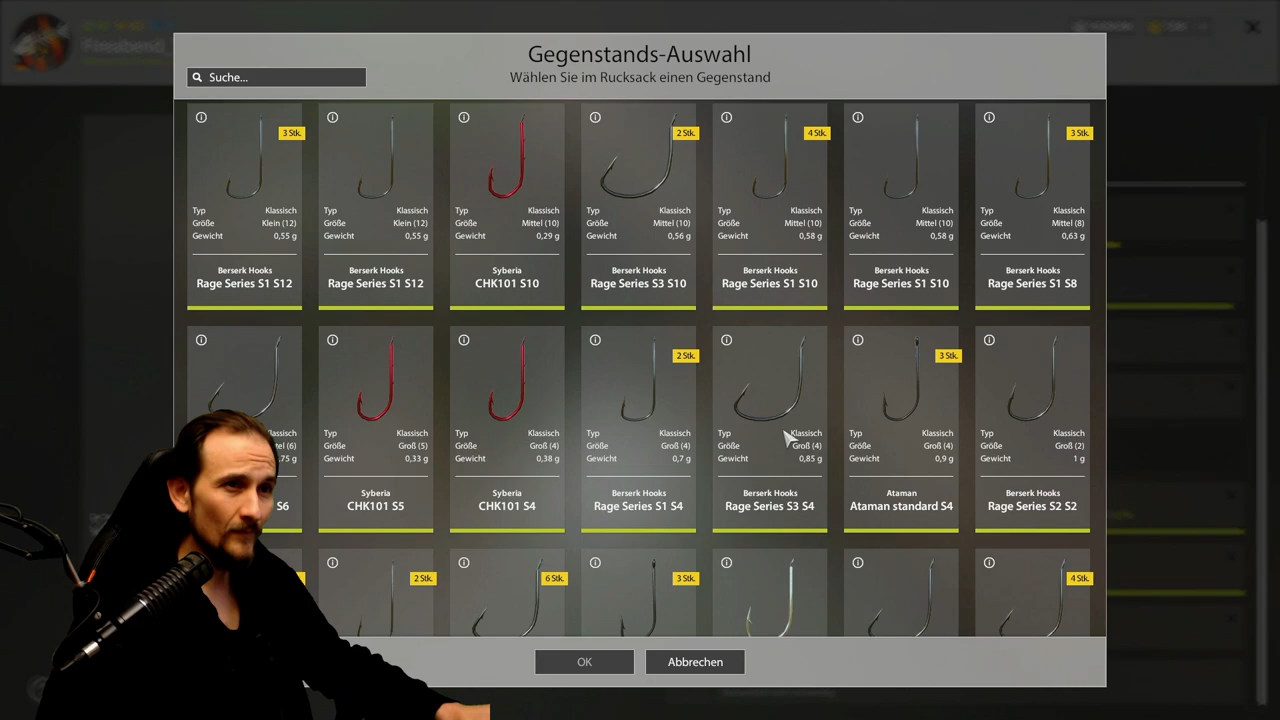 Gegenstands-Auswahl
Wählen Sie im Rucksack einen Gegenstand
Suche...
3 Stk.
Typ Klassisch
Größe Klein (12)
Gewicht 0,55 g
Berserk Hooks
Rage Series S1 S12
Typ Klassisch
Größe Klein (12)
Gewicht 0,55 g
Berserk Hooks
Rage Series S1 S12
Typ Klassisch
Größe Mittel (10)
Gewicht 0,29 g
Syberia
CHK101 S10
2 Stk.
Typ Klassisch
Größe Mittel (10)
Gewicht 0,56 g
Berserk Hooks
Rage Series S3 S10
4 Stk.
Typ Klassisch
Größe Mittel (10)
Gewicht 0,58 g
Berserk Hooks
Rage Series S1 S10
Typ Klassisch
Größe Mittel (10)
Gewicht 0,58 g
Berserk Hooks
Rage Series S1 S10
3 Stk.
Typ Klassisch
Größe Mittel (8)
Gewicht 0,63 g
Berserk Hooks
Rage Series S1 S8
S6
Typ Klassisch
Größe Groß (5)
Gewicht 0,33 g
Syberia
CHK101 S5
Typ Klassisch
Größe Groß (4)
Gewicht 0,38 g
Syberia
CHK101 S4
2 Stk.
Typ Klassisch
Größe Groß (4)
Gewicht 0,7 g
Berserk Hooks
Rage Series S1 S4
Typ Klassisch
Größe Groß (4)
Gewicht 0,85 g
Berserk Hooks
Rage Series S3 S4
3 Stk.
Typ Klassisch
Größe Groß (4)
Gewicht 0,9 g
Ataman
Ataman standard S4
Typ Klassisch
Größe Groß (2)
Gewicht 1 g
Berserk Hooks
Rage Series S2 S2
2 Stk.
6 Stk.
3 Stk.
4 Stk.
OK
Abbrechen